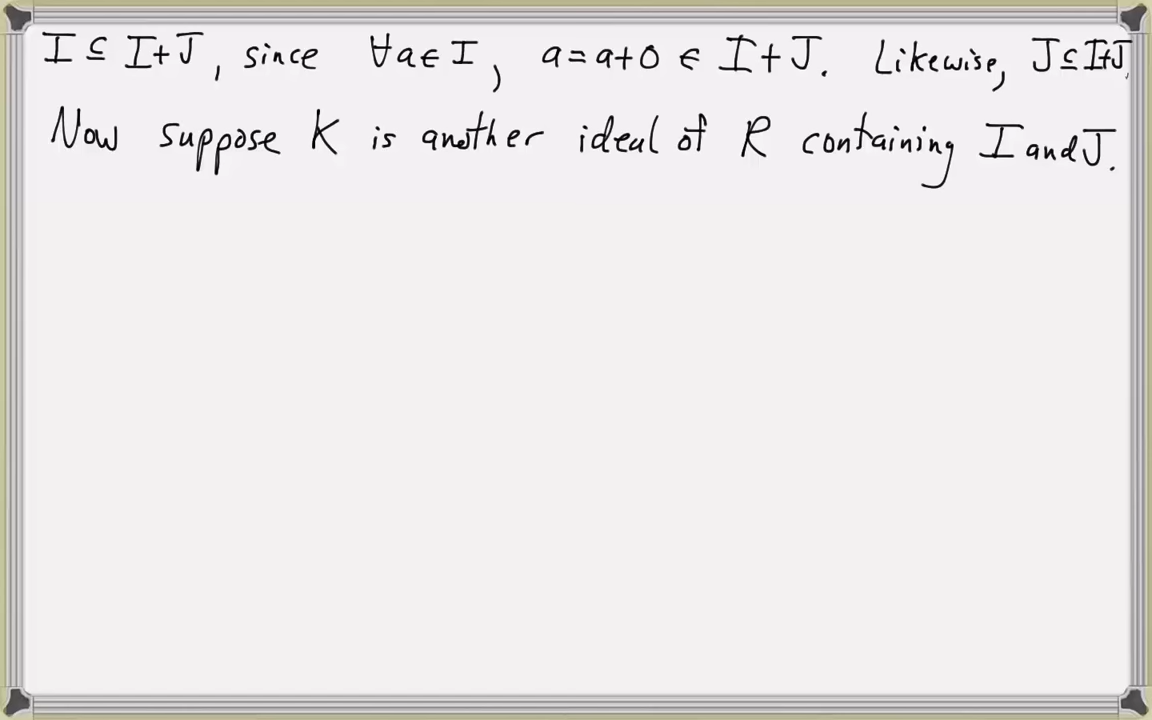 I ⊆ I+J, since ∀a∈I, a=a+0 ∈ I+J. Likewise, J⊆I+J.
Now suppose K is another ideal of R containing I and J.